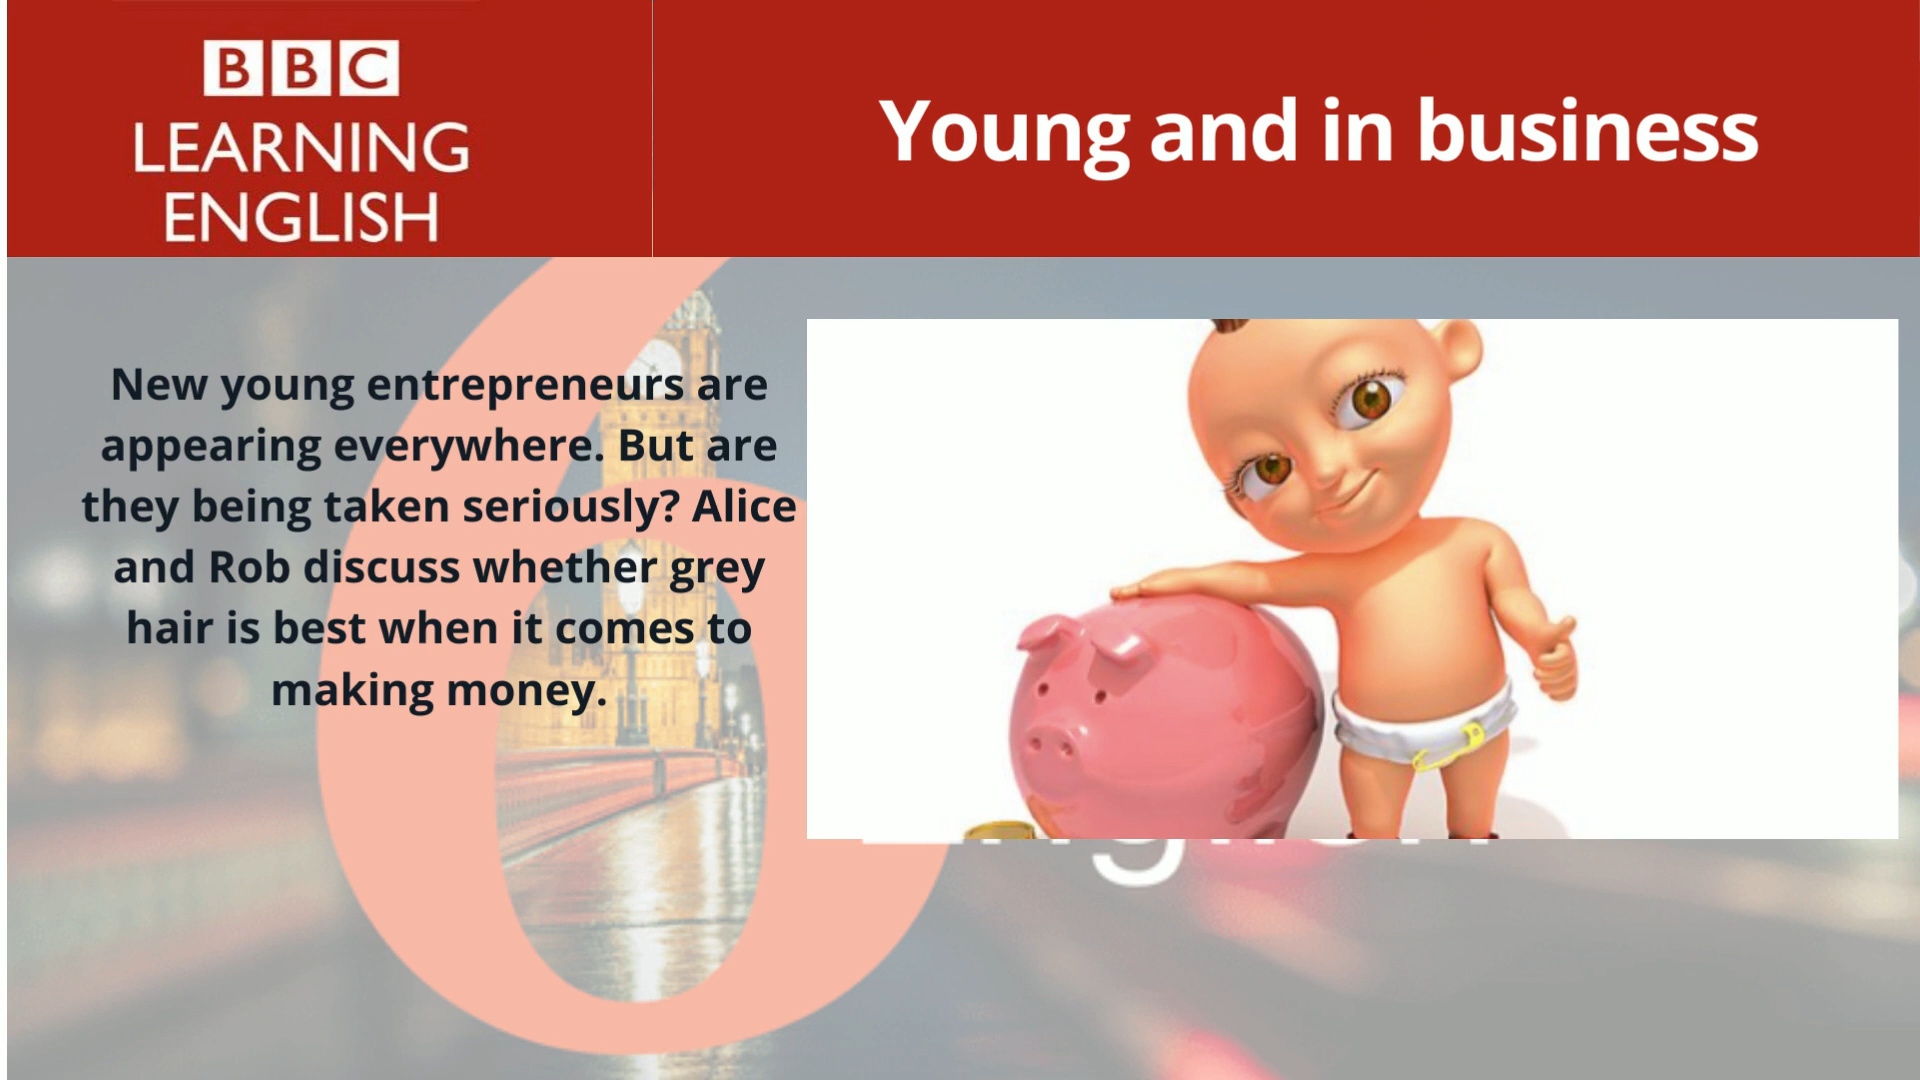 BBC
LEARNING
ENGLISH
Young and in business
New young entrepreneurs are
appearing everywhere. But are
they being taken seriously? Alice
and Rob discuss whether grey
hair is best when it comes to
making money.
6